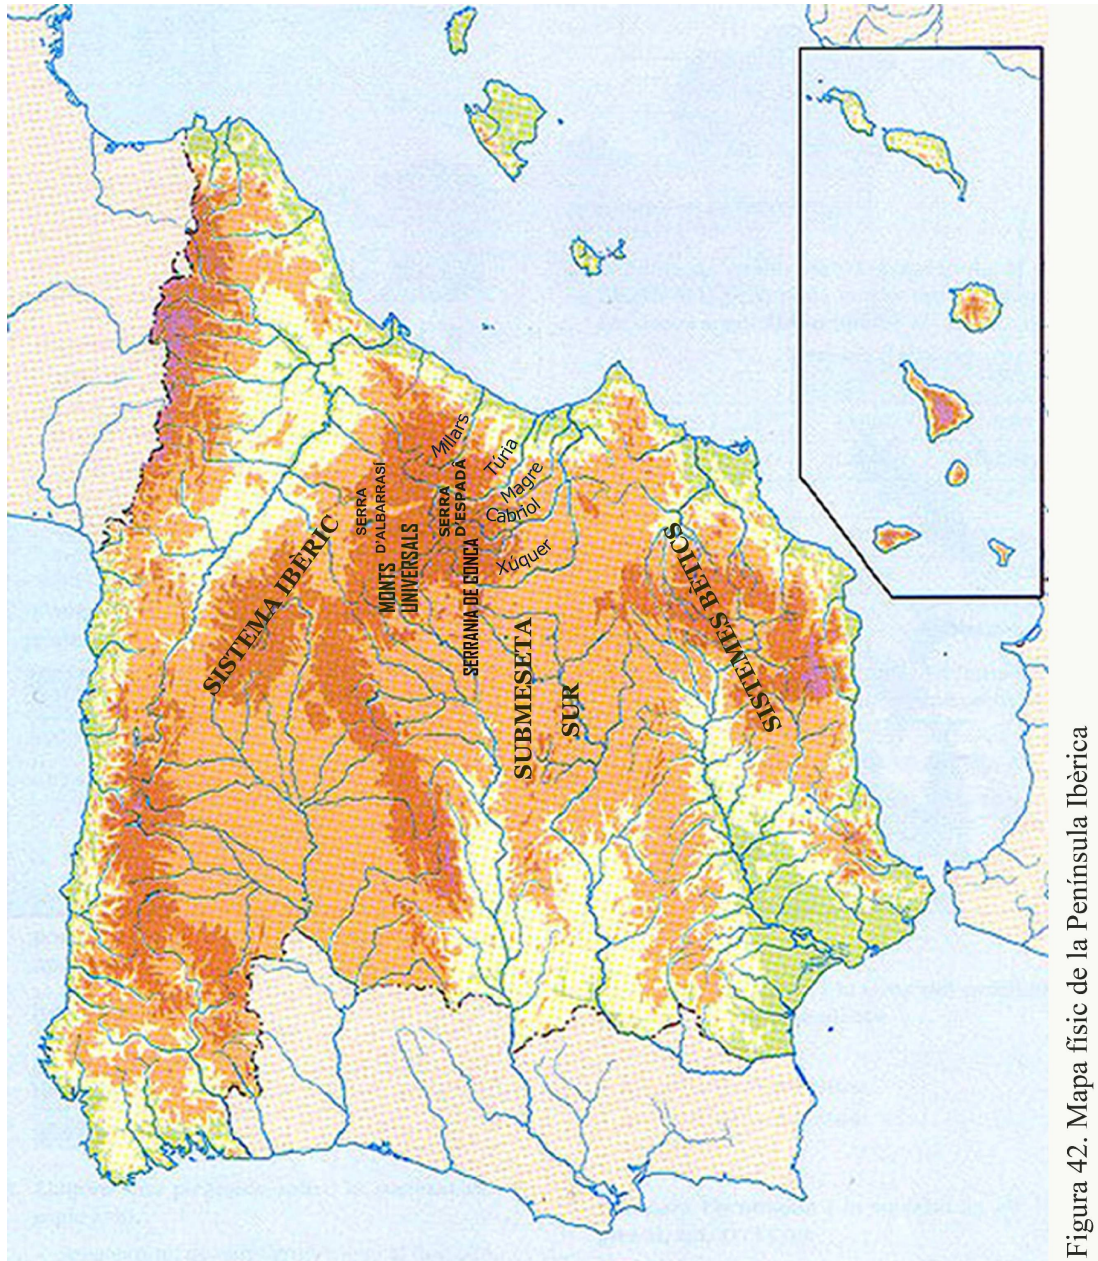 SISTEMA IBÈRIC
SERRA
D'ALBARRASÍ
MONTS
UNIVERSALS
SERRA
D'ESPADÀ
SERRANIA DE CONCA
Millars
Túria
Magre
Cabriol
Xúquer
SUBMESETA
SUR
SISTEMES BÈTICS
Figura 42. Mapa físic de la Península Ibèrica